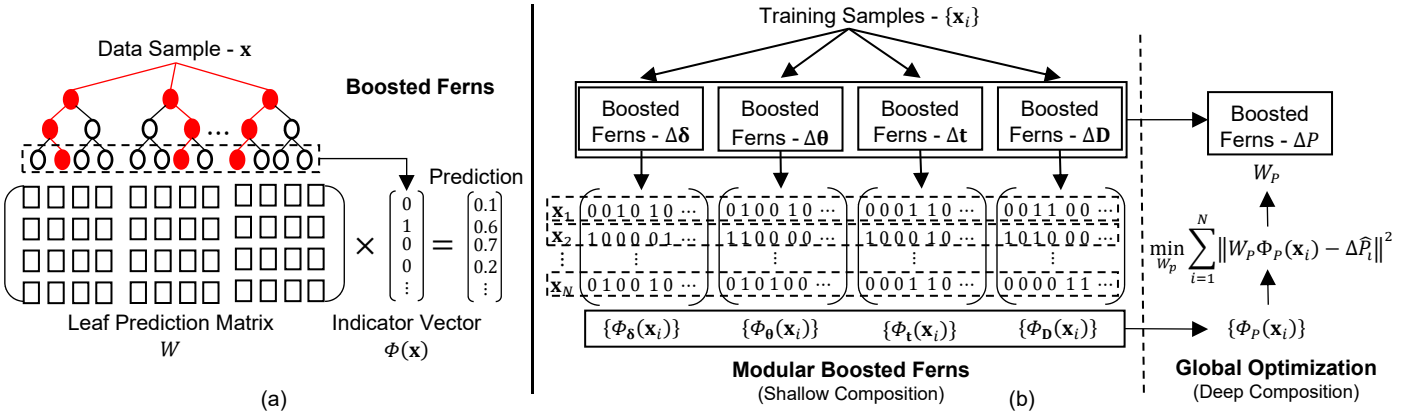 Data Sample - 𝐱
Boosted Ferns
...
Prediction
0
1
0
0
⋮
×
=
0.1
0.6
0.7
0.2
⋮
Leaf Prediction Matrix
W
Indicator Vector
Φ(𝐱)
(a)
Training Samples - {𝐱ᵢ}
Boosted Ferns - Δ𝛅
Boosted Ferns - Δ𝛉
Boosted Ferns - Δ𝐭
Boosted Ferns - Δ𝐃
𝐱₁ 0 0 1 0 1 0 ⋯ 0 1 0 0 1 0 ⋯ 0 0 0 1 1 0 ⋯ 0 0 1 1 0 0 ⋯
𝐱₂ 1 0 0 0 0 1 ⋯ 1 1 0 0 0 0 ⋯ 1 0 0 0 1 0 ⋯ 1 0 1 0 0 0 ⋯
⋮ ⋮ ⋮ ⋮ ⋮
𝐱_N 0 1 0 0 1 0 ⋯ 0 1 0 1 0 0 ⋯ 0 0 0 1 1 0 ⋯ 0 0 0 0 1 1 ⋯
{Φ_𝛅(𝐱ᵢ)} {Φ_𝛉(𝐱ᵢ)} {Φ_𝐭(𝐱ᵢ)} {Φ_𝐃(𝐱ᵢ)}
Modular Boosted Ferns
(Shallow Composition)
(b)
Boosted
Ferns - ΔP
W_P
min_{W_p} ∑_{i=1}^{N} ‖W_P Φ_P(𝐱ᵢ) − ΔP̂_ι‖²
{Φ_P(𝐱ᵢ)}
Global Optimization
(Deep Composition)